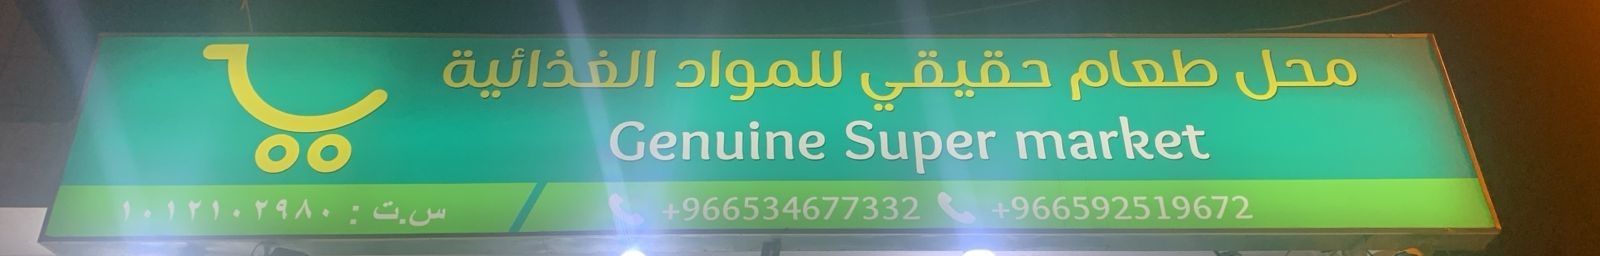 محل طعام حقيقي للمواد الغذائية
Genuine Super market
س.ت : ١٠١٢١٠٢٩٨٠ +966534677332 +966592519672